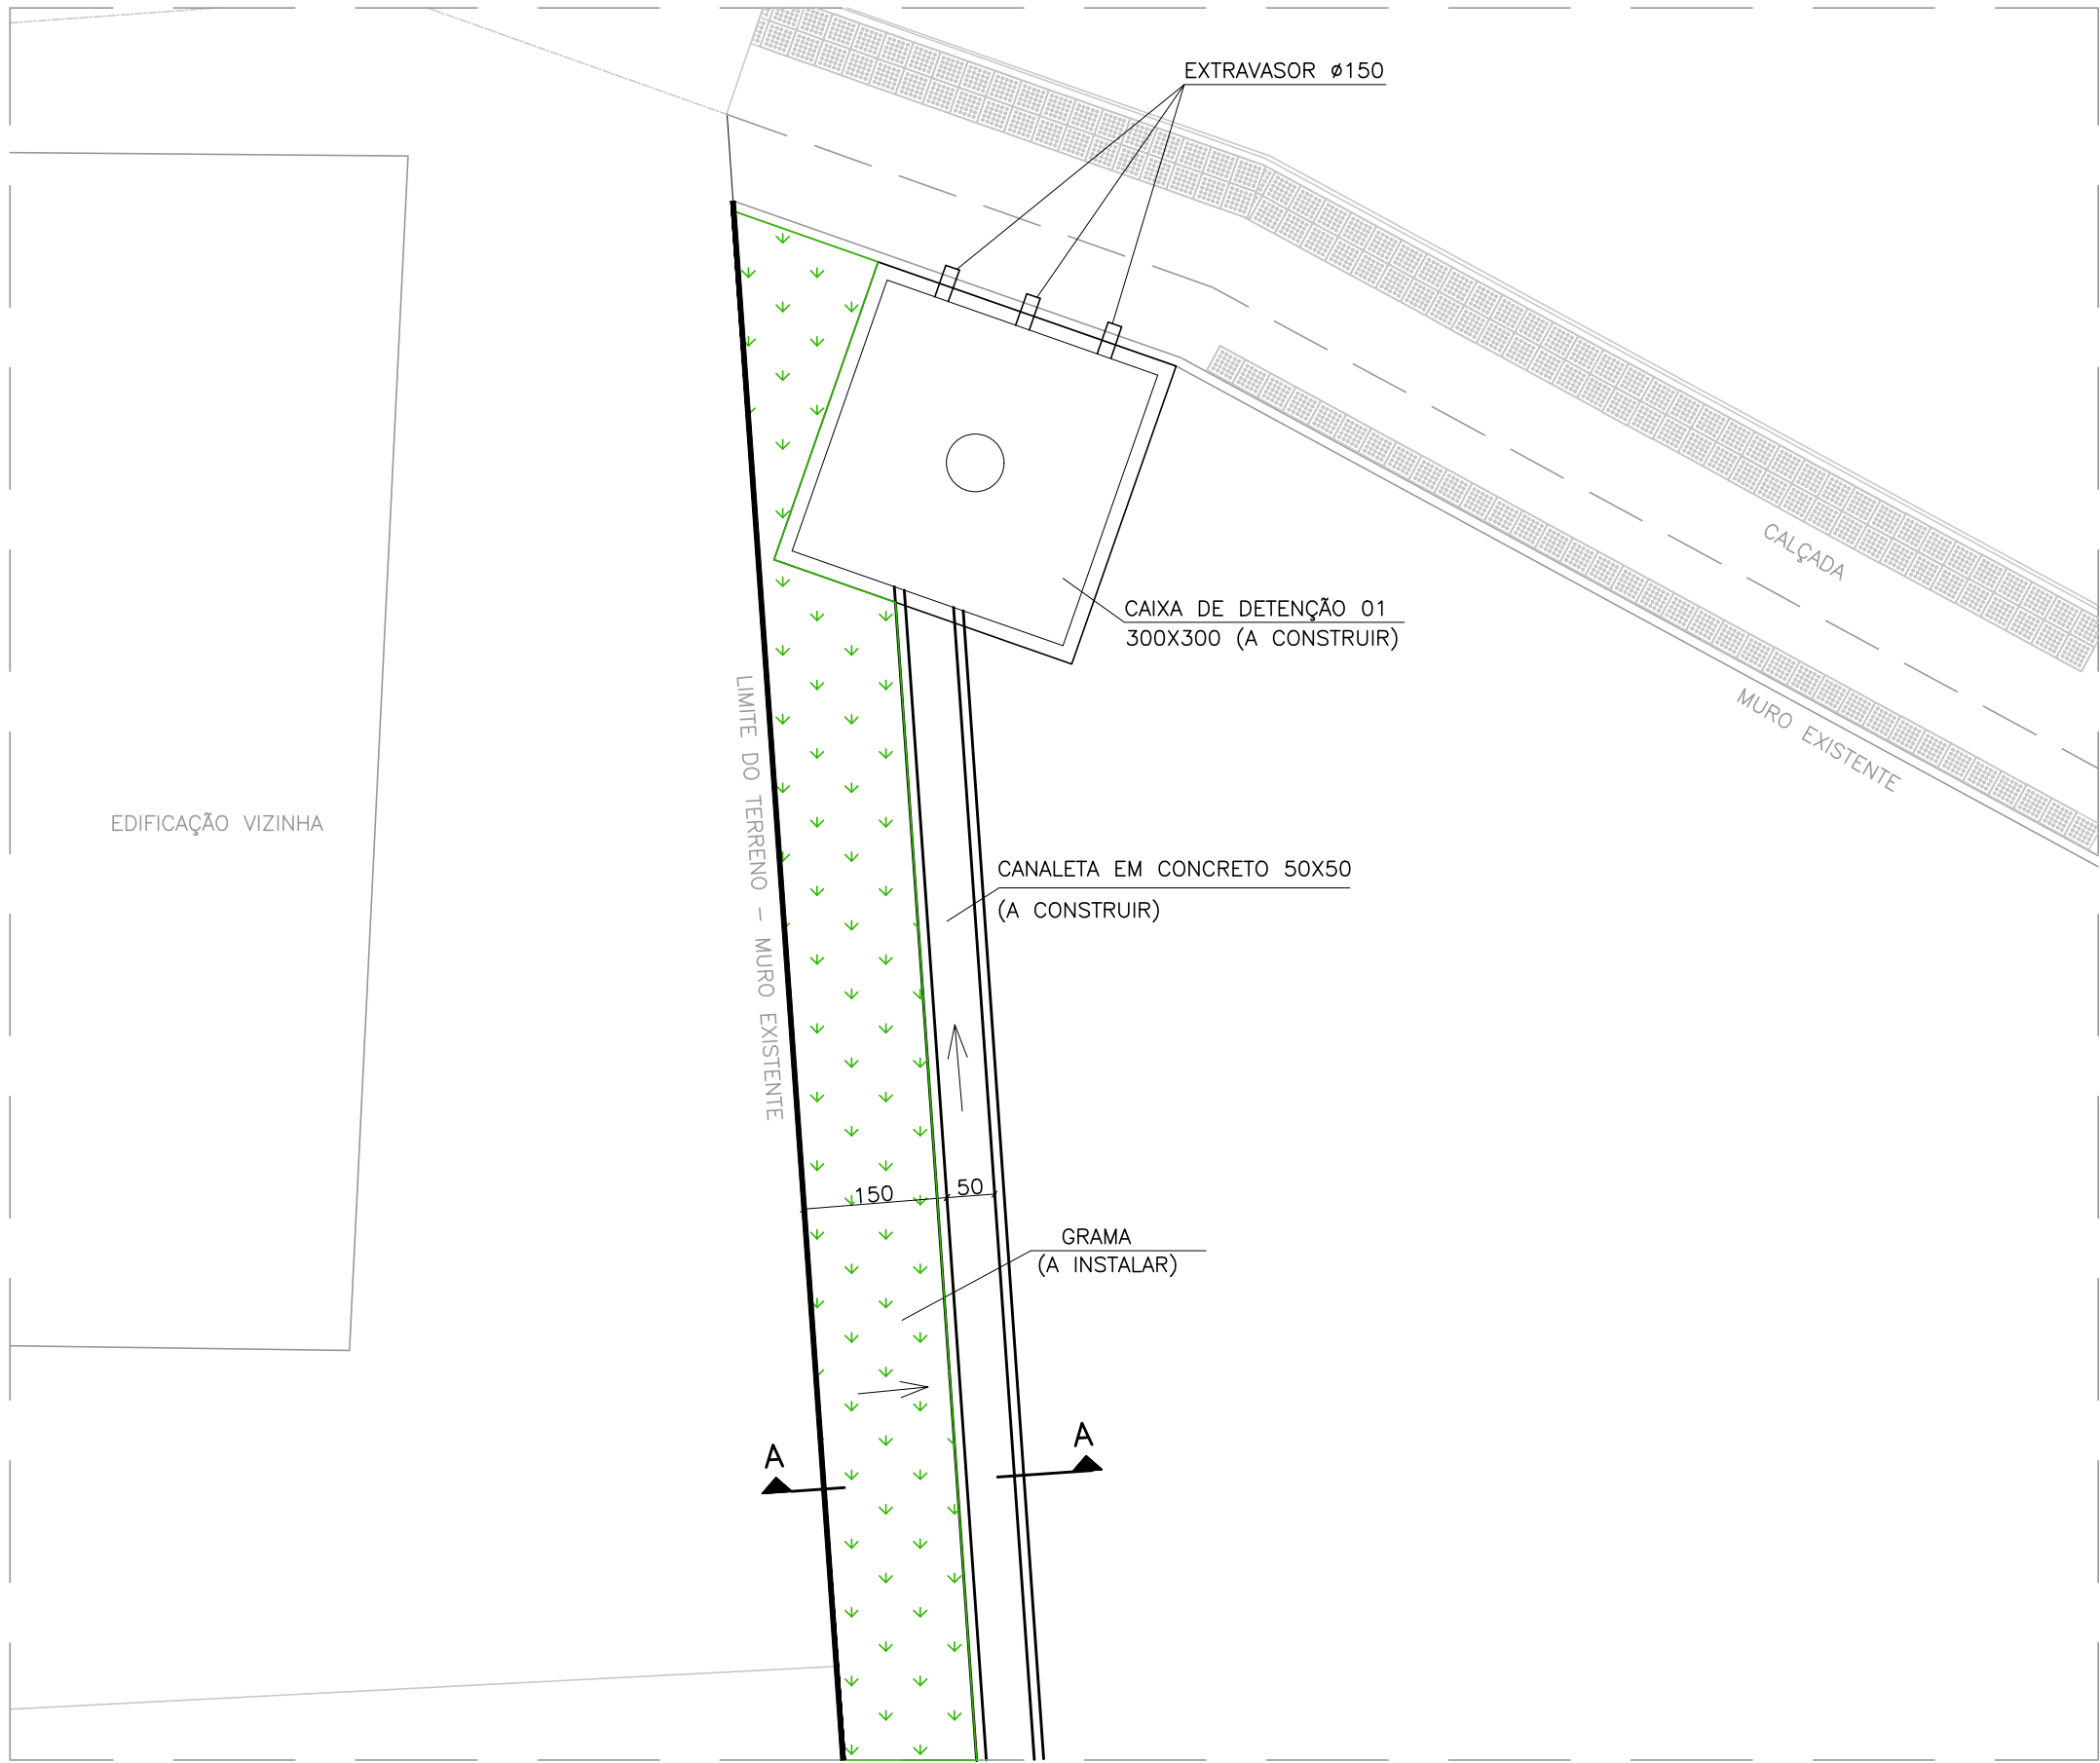 EXTRAVASOR ø150
CALÇADA
CAIXA DE DETENÇÃO 01
300X300 (A CONSTRUIR)
MURO EXISTENTE
LIMITE DO TERRENO - MURO EXISTENTE
EDIFICAÇÃO VIZINHA
CANALETA EM CONCRETO 50X50
(A CONSTRUIR)
150
50
GRAMA
(A INSTALAR)
A
A